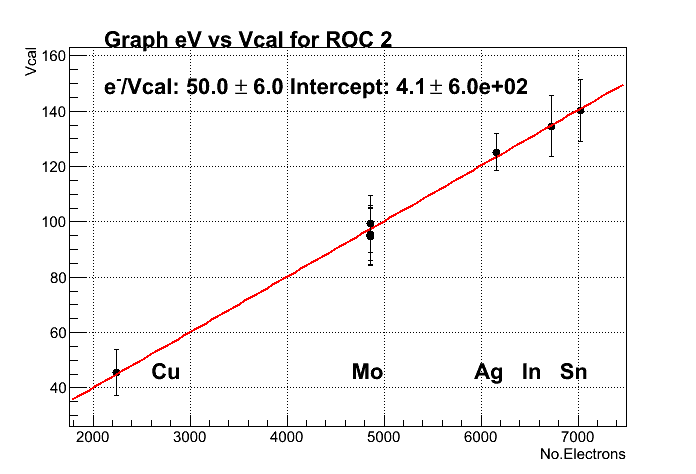 Graph eV vs Vcal for ROC 2
Vcal
e-/Vcal: 50.0 ± 6.0 Intercept: 4.1 ± 6.0e+02
160
140
120
100
80
60
40
Cu Mo Ag In Sn
2000 3000 4000 5000 6000 7000
No.Electrons